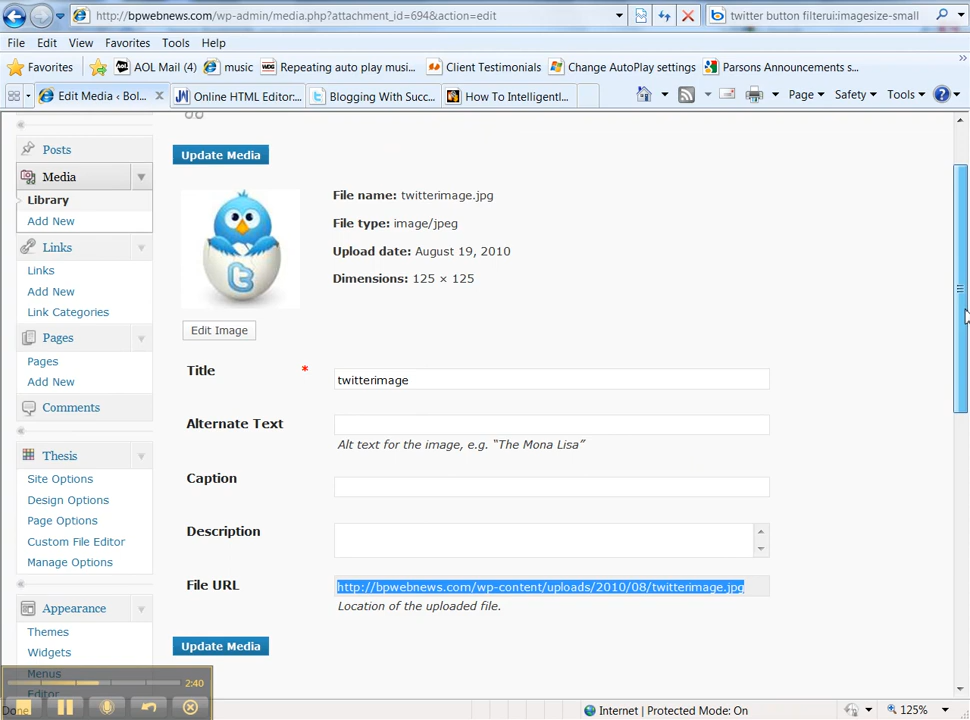 http://bpwebnews.com/wp-admin/media.php?attachment_id=694&action=edit
twitter button filterui:imagesize-small
File Edit View Favorites Tools Help
Favorites AOL Mail (4) music Repeating auto play musi... Client Testimonials Change AutoPlay settings Parsons Announcements s...
Edit Media ‹ Bol... Online HTML Editor:... Blogging With Succ... How To Intelligentl... Page Safety Tools
Posts
Update Media
Media
Library
Add New
Links
Links
Add New
Link Categories
Pages
Pages
Add New
Comments
Thesis
Site Options
Design Options
Page Options
Custom File Editor
Manage Options
Appearance
Themes
Widgets
Menus
Editor
File name: twitterimage.jpg
File type: image/jpeg
Upload date: August 19, 2010
Dimensions: 125 × 125
t
Edit Image
Title * twitterimage
Alternate Text
Alt text for the image, e.g. “The Mona Lisa”
Caption
Description
File URL http://bpwebnews.com/wp-content/uploads/2010/08/twitterimage.jpg
Location of the uploaded file.
Update Media
2:40
Done Internet | Protected Mode: On 125%